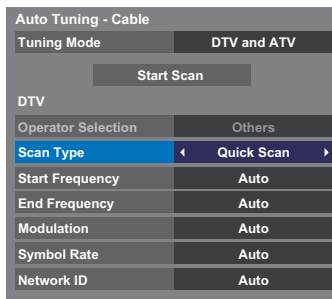 Auto Tuning - Cable
Tuning Mode DTV and ATV
Start Scan
DTV
Operator Selection Others
Scan Type Quick Scan
Start Frequency Auto
End Frequency Auto
Modulation Auto
Symbol Rate Auto
Network ID Auto